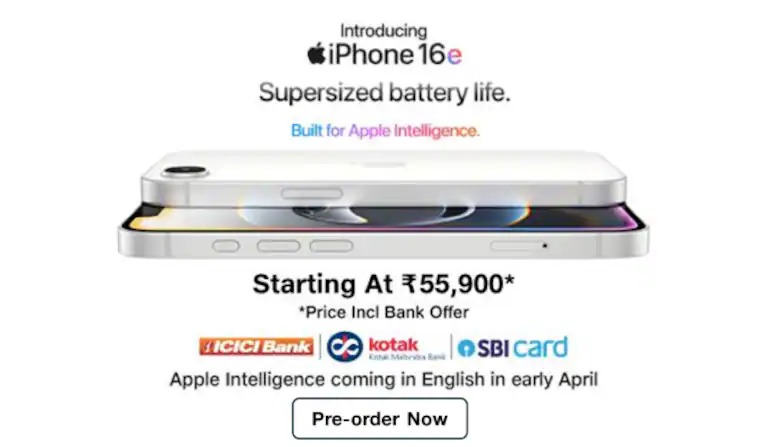 Introducing
iPhone 16e
Supersized battery life.
Built for Apple Intelligence.
Starting At ₹55,900*
*Price Incl Bank Offer
ICICI Bank kotak Kotak Mahindra Bank SBI card
Apple Intelligence coming in English in early April
Pre-order Now